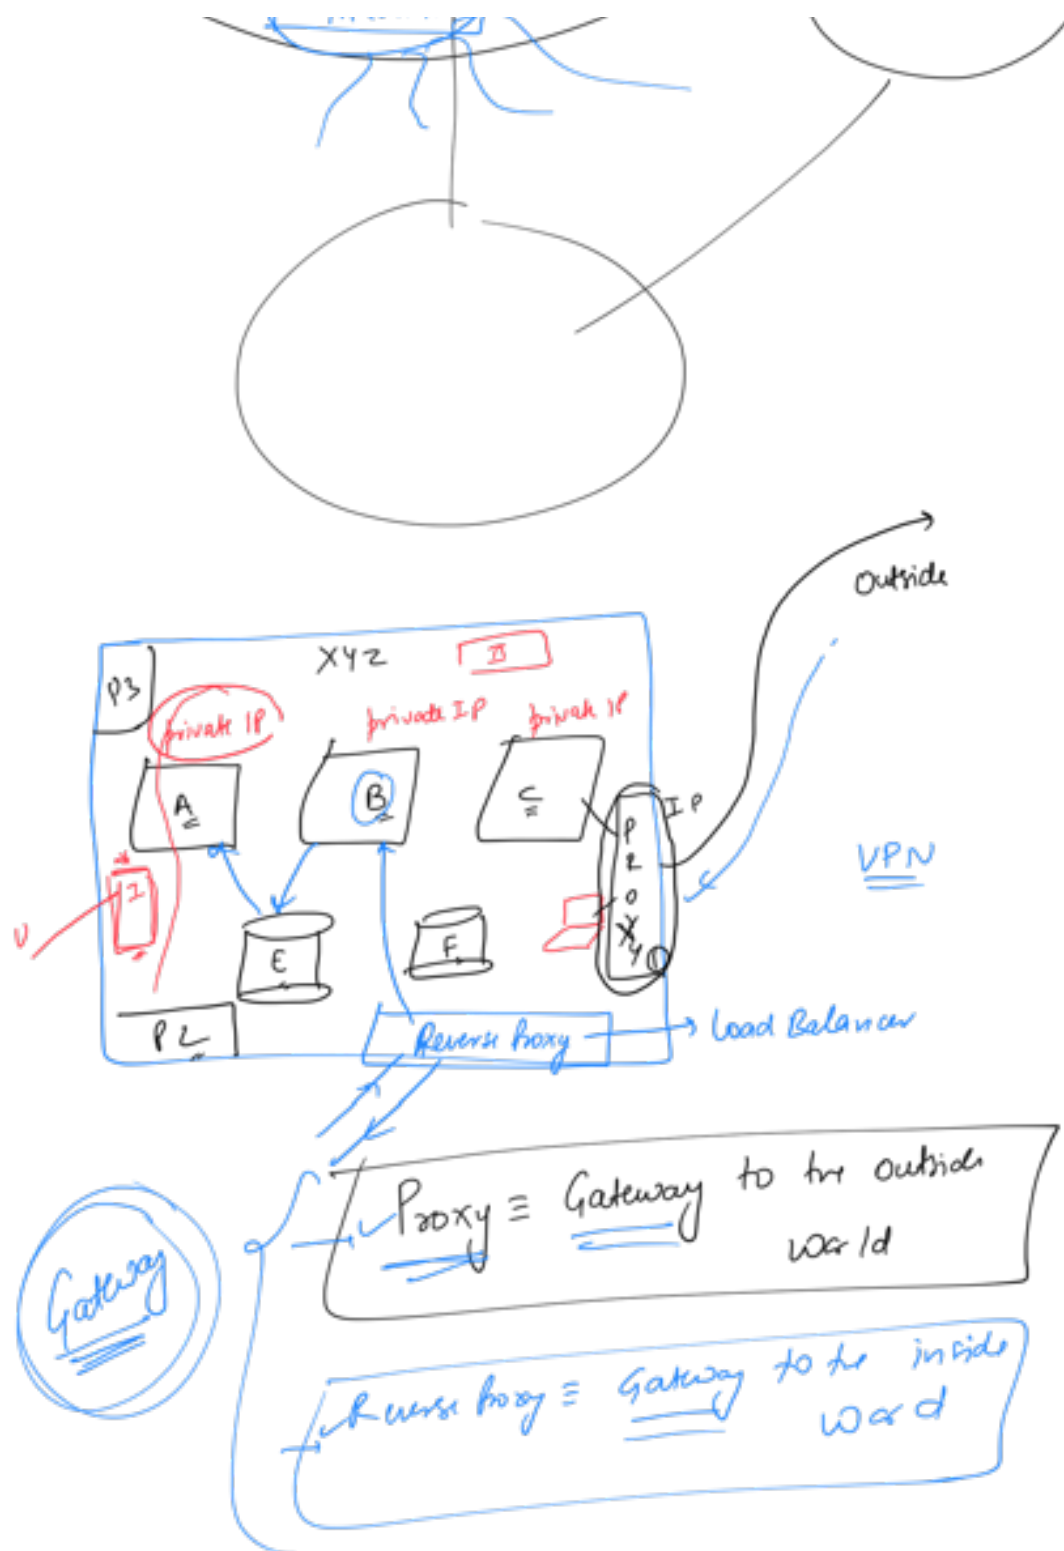 Outside
XYZ
P3
private IP
private IP
private IP
A
B
C
IP
PROXY
VPN
I
E
F
P2
Reverse Proxy
Load Balancer
Proxy ≡ Gateway to the outside
world
Gateway
Reverse Proxy ≡ Gateway to the inside
world